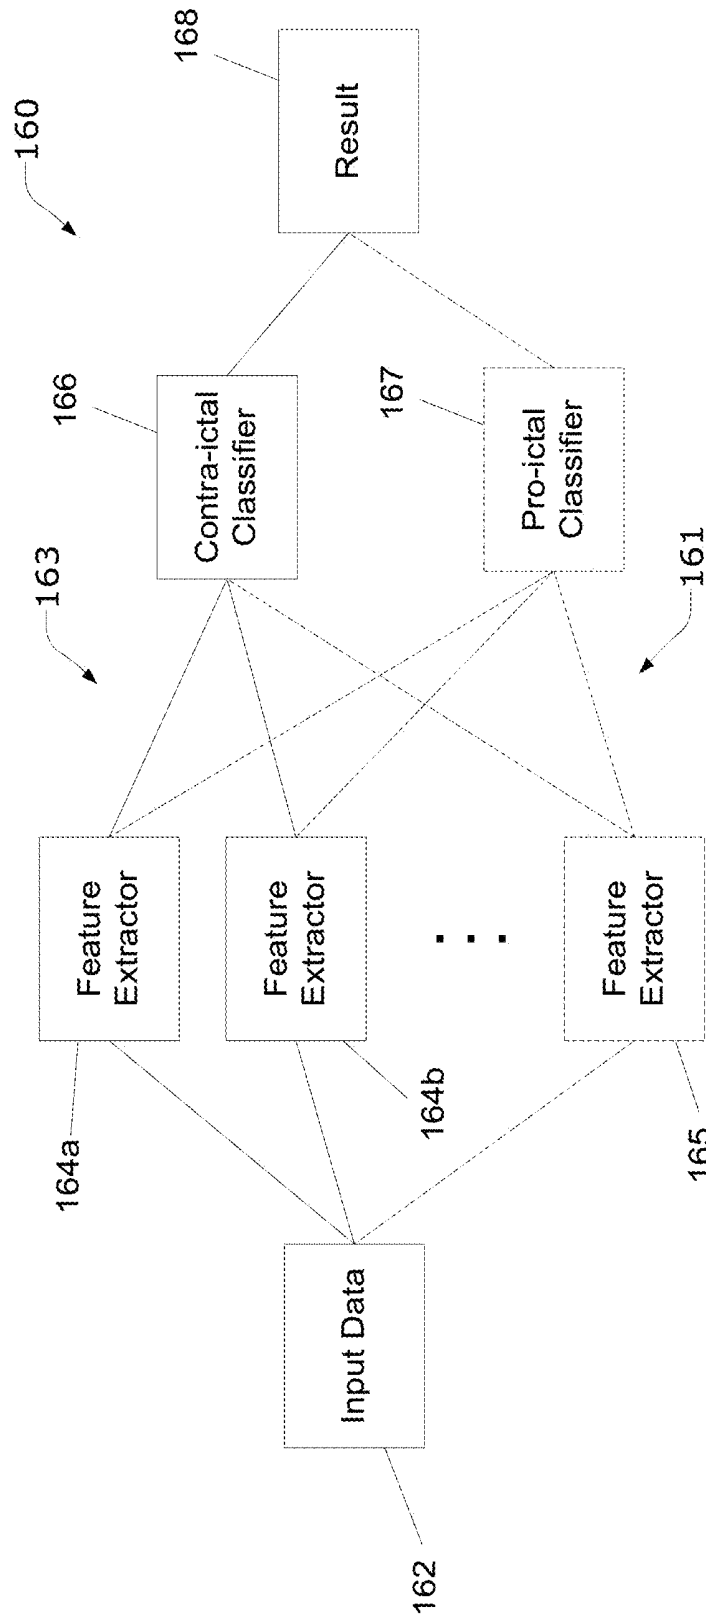 160
163
161
162
Input Data
164a
Feature
Extractor
164b
Feature
Extractor
. . .
165
Feature
Extractor
166
Contra-ictal
Classifier
167
Pro-ictal
Classifier
168
Result